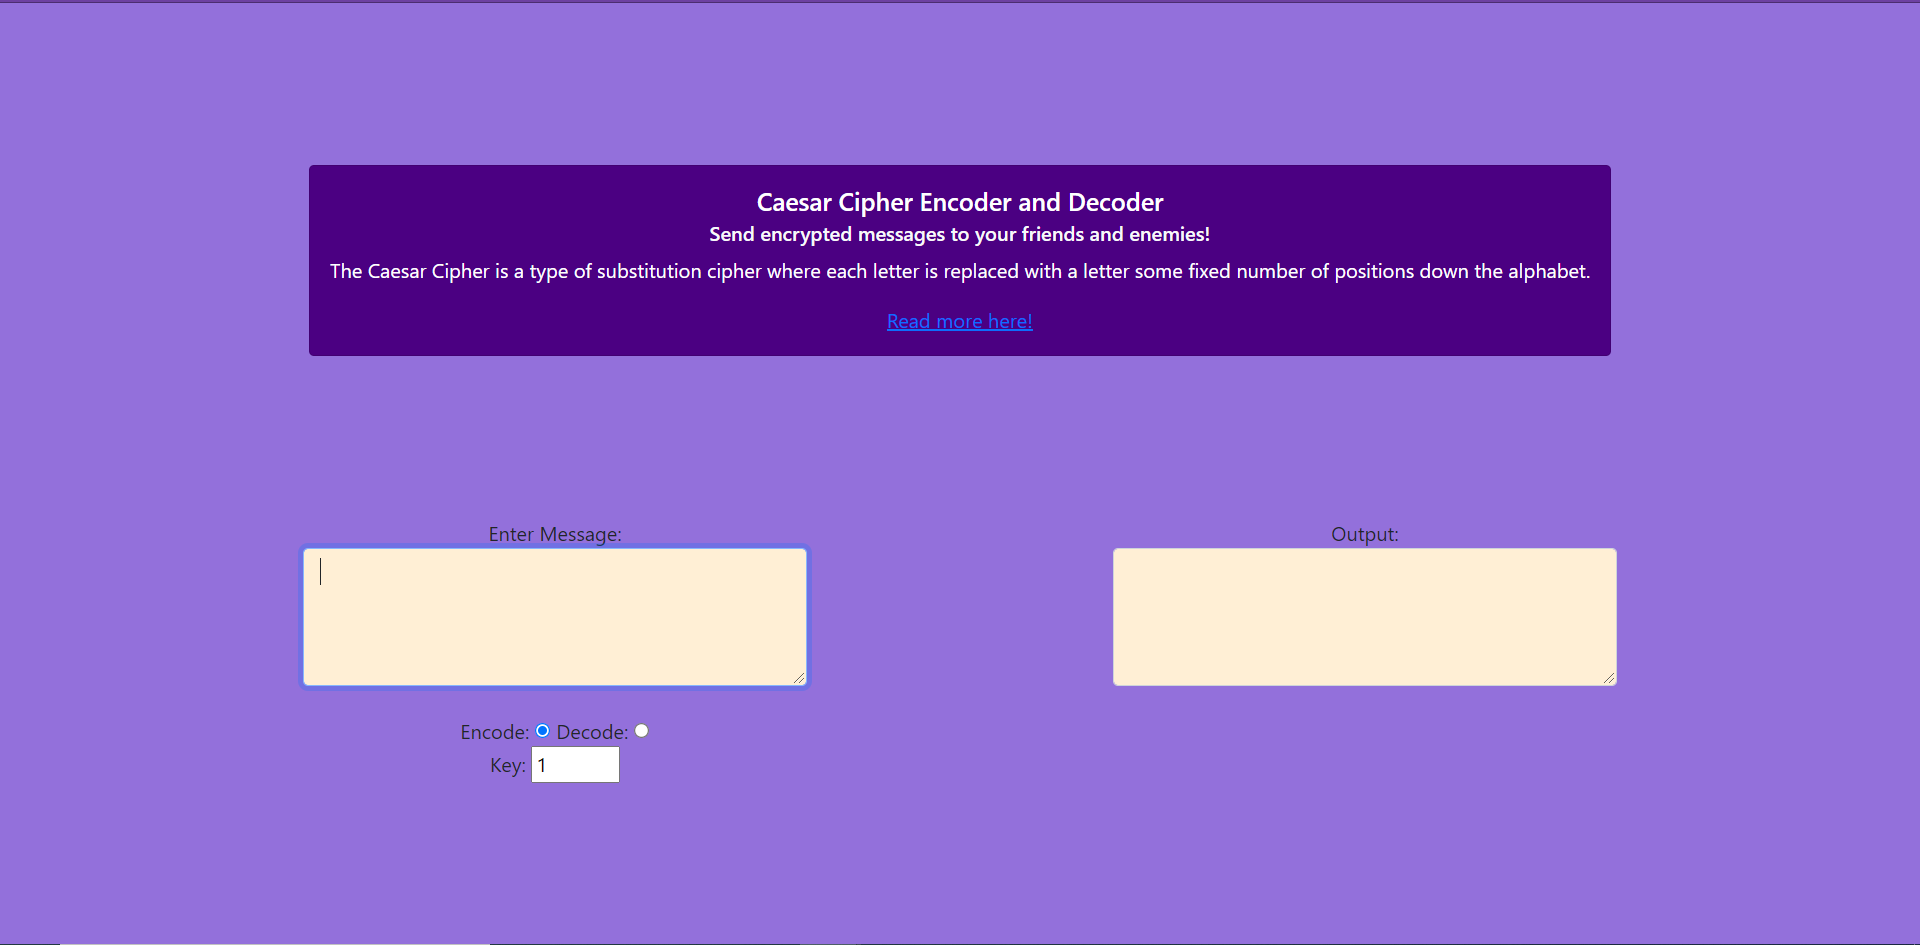 Caesar Cipher Encoder and Decoder
Send encrypted messages to your friends and enemies!
The Caesar Cipher is a type of substitution cipher where each letter is replaced with a letter some fixed number of positions down the alphabet.
Read more here!
Enter Message:
Output:
Encode: Decode:
Key: 1